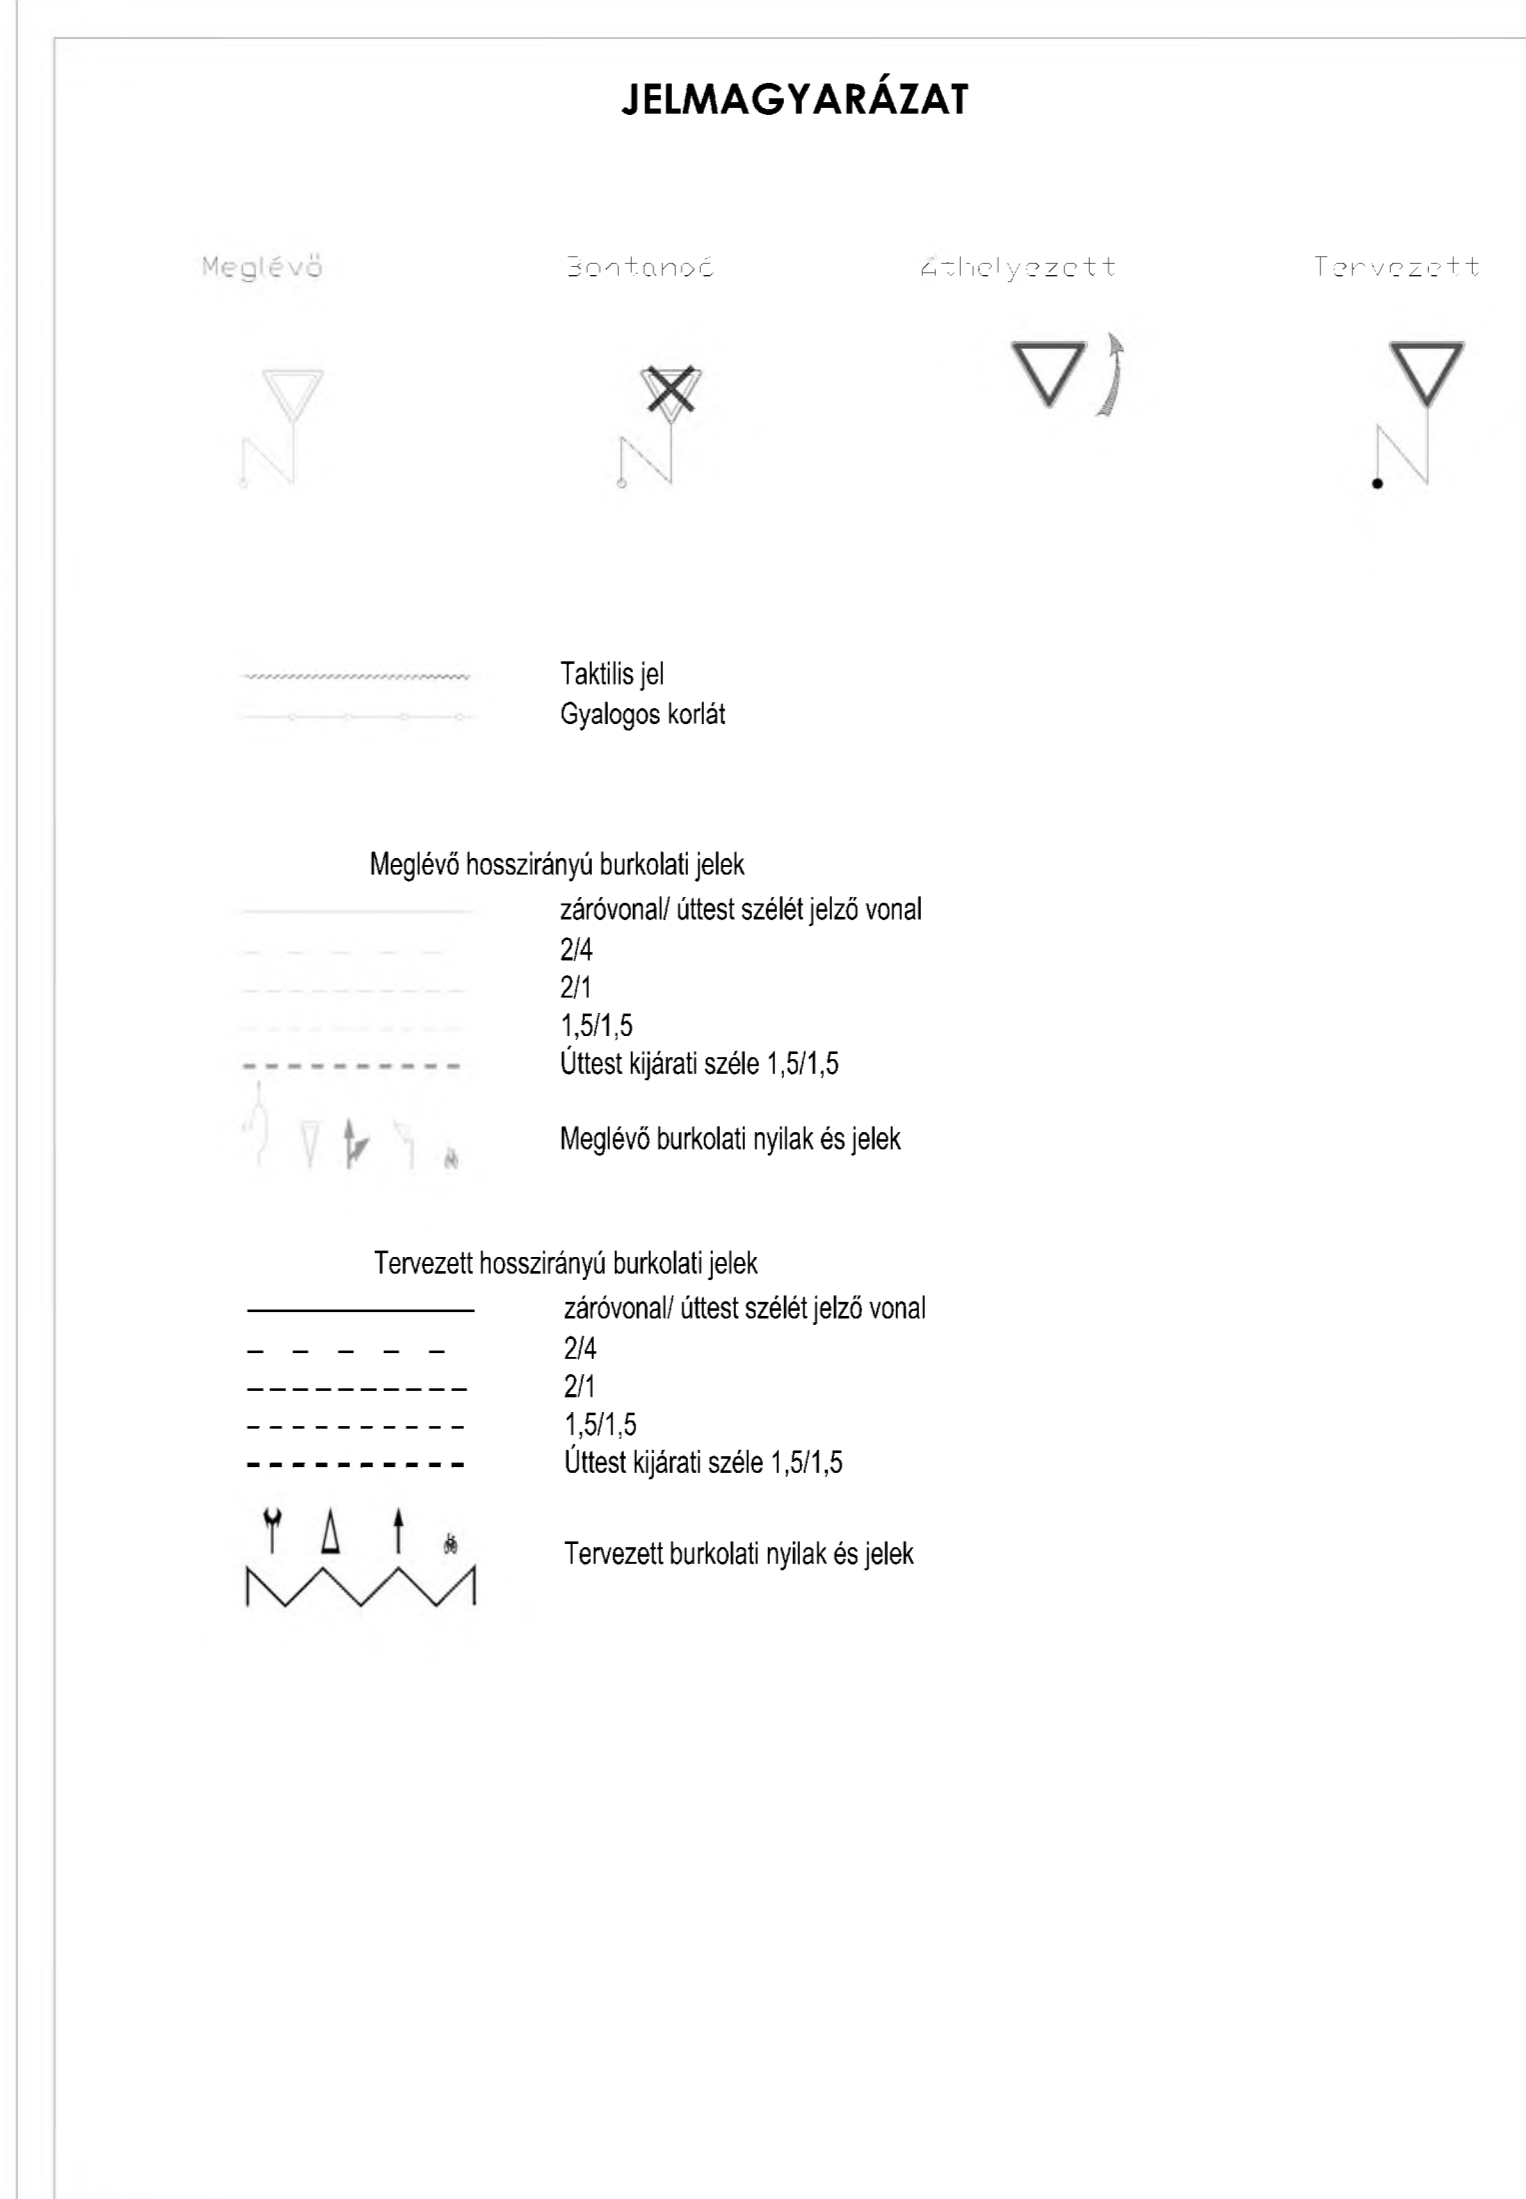 JELMAGYARÁZAT
Meglévő Bontandó Áthelyezett Tervezett
Taktilis jel
Gyalogos korlát
Meglévő hosszirányú burkolati jelek
záróvonal/ úttest szélét jelző vonal
2/4
2/1
1,5/1,5
Úttest kijárati széle 1,5/1,5
Meglévő burkolati nyilak és jelek
Tervezett hosszirányú burkolati jelek
záróvonal/ úttest szélét jelző vonal
2/4
2/1
1,5/1,5
Úttest kijárati széle 1,5/1,5
Tervezett burkolati nyilak és jelek